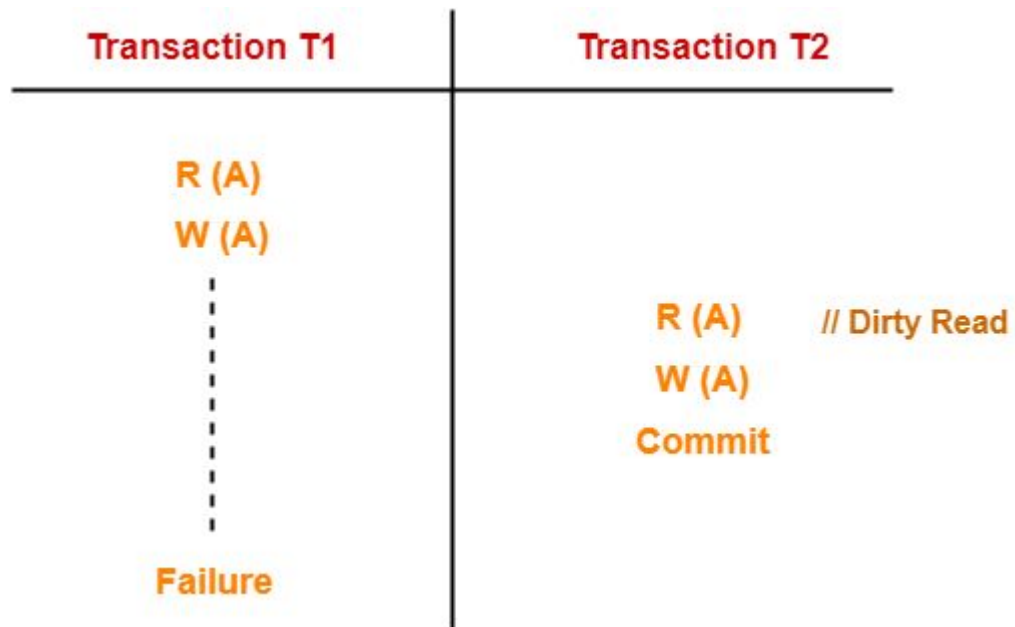 Transaction T1 Transaction T2
R (A)
W (A)
R (A) // Dirty Read
W (A)
Commit
Failure